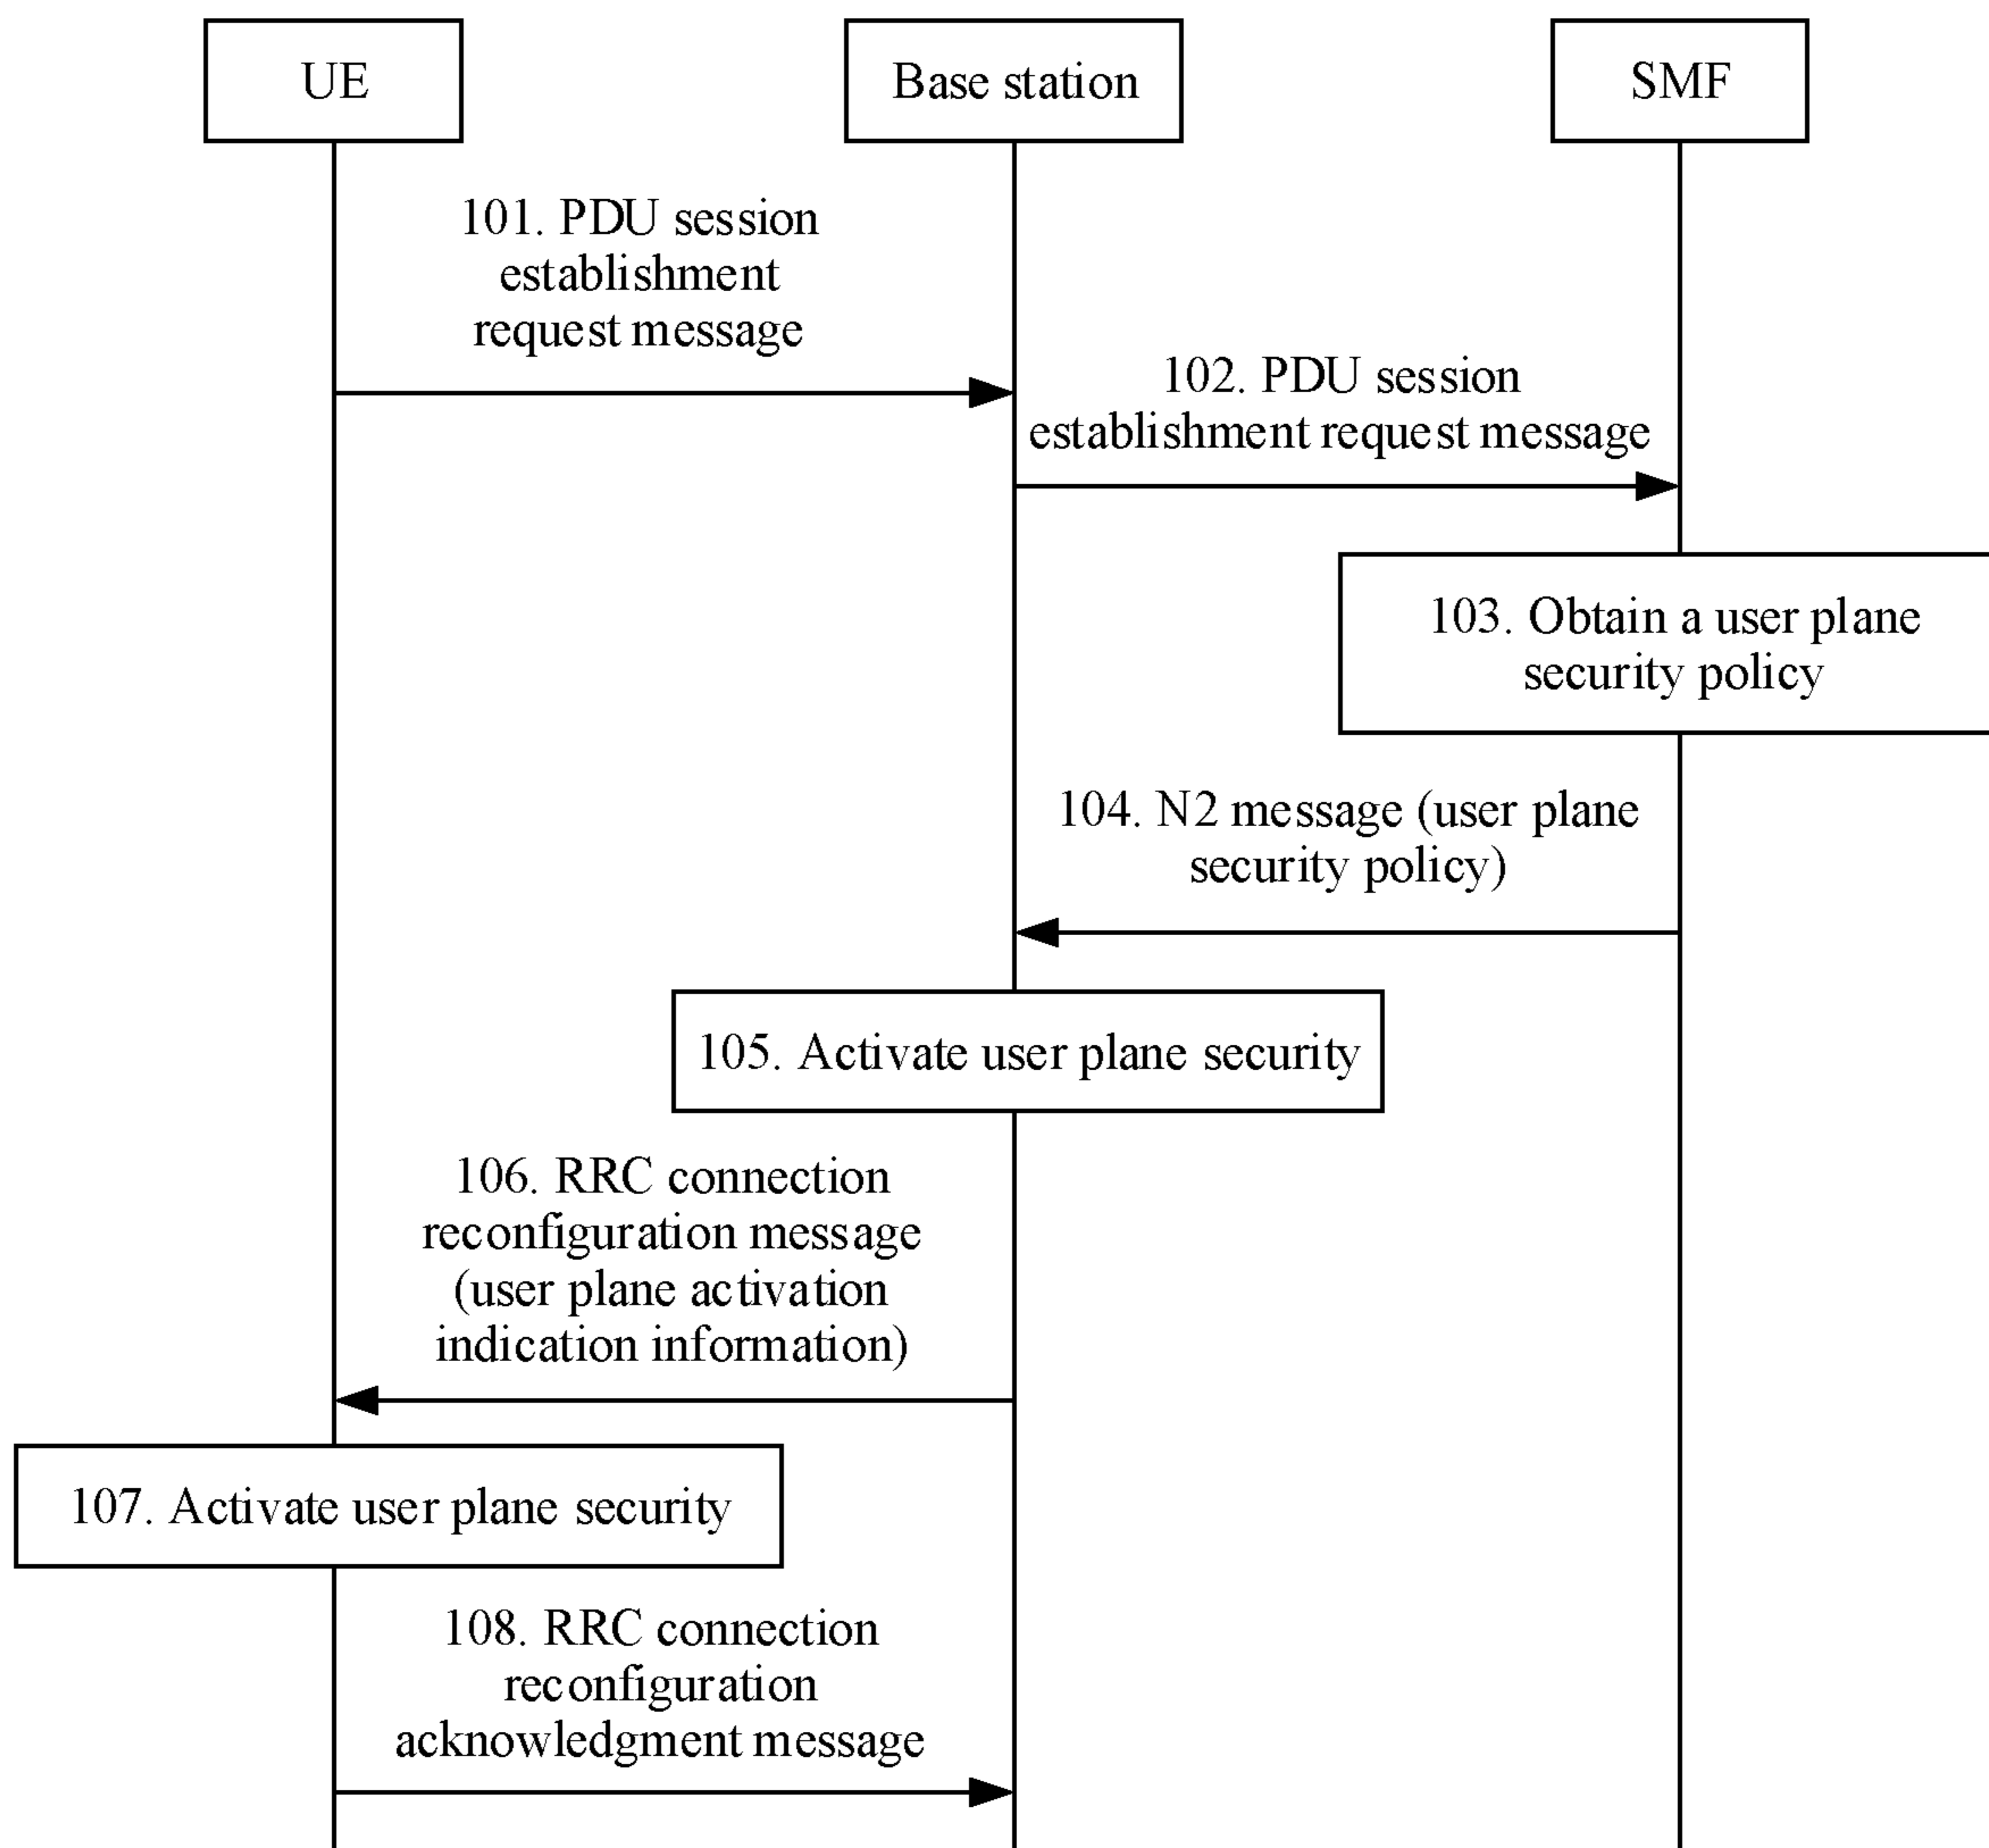 UE
Base station
SMF
101. PDU session
establishment
request message
102. PDU session
establishment request message
103. Obtain a user plane
security policy
104. N2 message (user plane
security policy)
105. Activate user plane security
106. RRC connection
reconfiguration message
(user plane activation
indication information)
107. Activate user plane security
108. RRC connection
reconfiguration
acknowledgment message